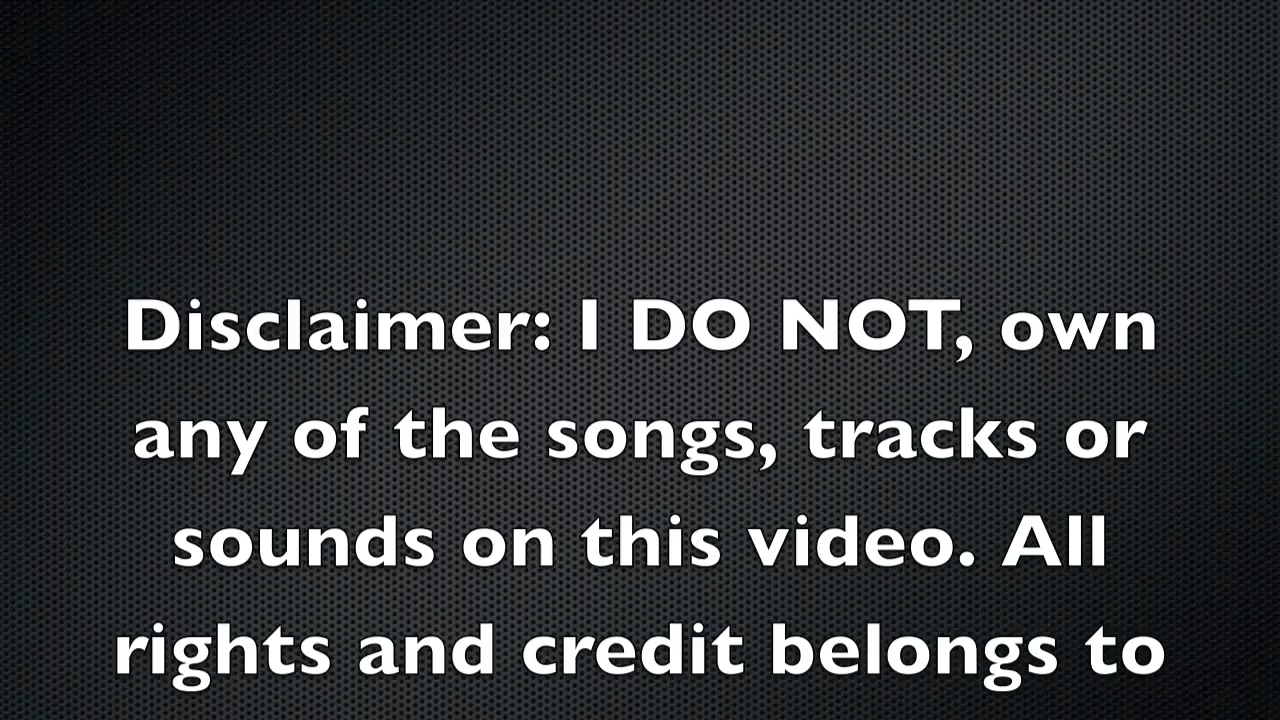 Disclaimer: I DO NOT, own
any of the songs, tracks or
sounds on this video. All
rights and credit belongs to